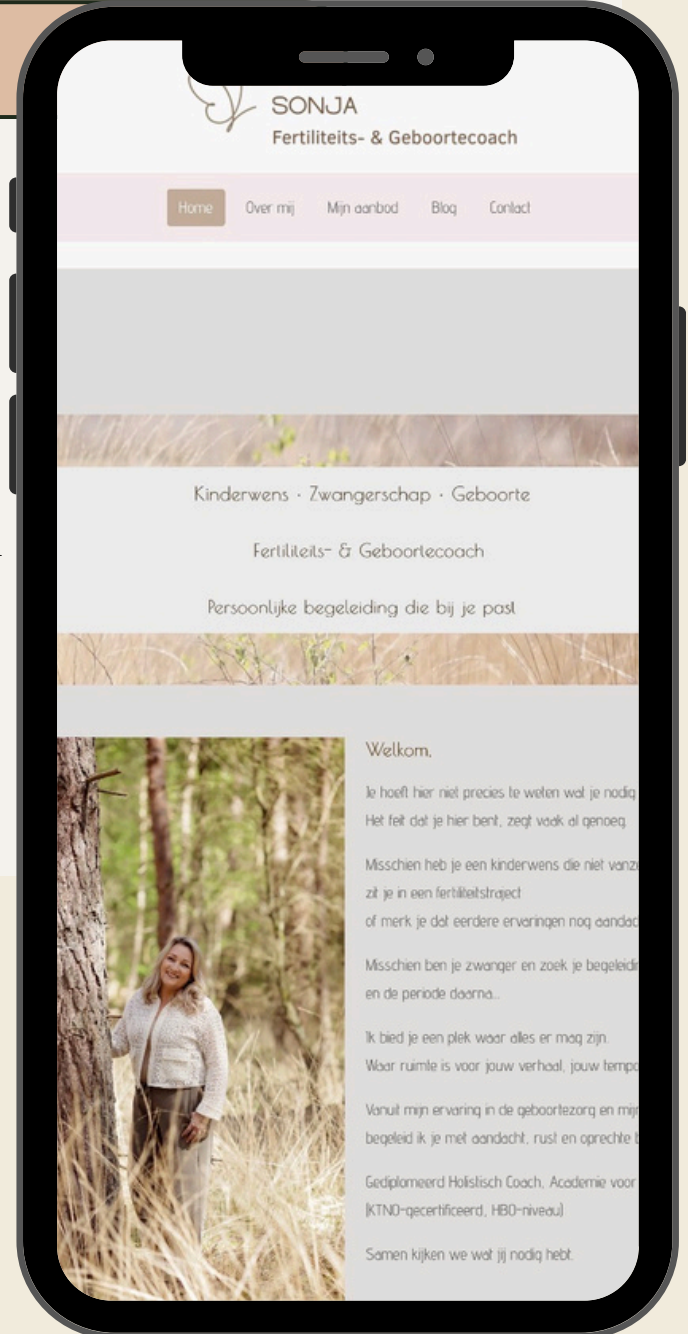 SONJA
Fertiliteits- & Geboortecoach
Home Over mij Mijn aanbod Blog Contact
Kinderwens · Zwangerschap · Geboorte
Fertiliteits- & Geboortecoach
Persoonlijke begeleiding die bij je past
Welkom,
Je hoeft hier niet precies te weten wat je nodig
Het feit dat je hier bent, zegt vaak al genoeg.
Misschien heb je een kinderwens die niet
zit je in een fertiliteitstraject
of merk je dat eerdere ervaringen nog
Misschien ben je zwanger en zoek je
en de periode daarna...
Ik bied je een plek waar alles er mag zijn.
Waar ruimte is voor jouw verhaal, jouw
Vanuit mijn ervaring in de geboortezorg en
begeleid ik je met aandacht, rust en oprechte
Gediplomeerd Holistisch Coach, Academie voor
(KTNO-gecertificeerd, HBO-niveau)
Samen kijken we wat jij nodig hebt.